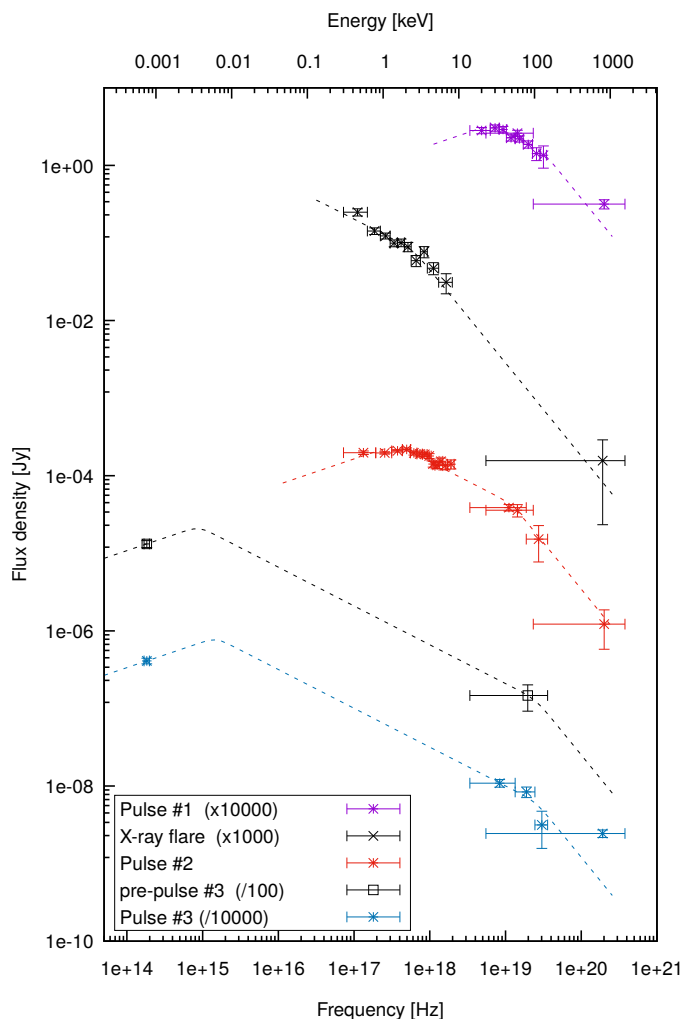 Energy [keV]
0.001 0.01 0.1 1 10 100 1000
1e+00
1e-02
1e-04
1e-06
1e-08
1e-10
Flux density [Jy]
Pulse #1 (x10000)
X-ray flare (x1000)
Pulse #2
pre-pulse #3 (/100)
Pulse #3 (/10000)
1e+14 1e+15 1e+16 1e+17 1e+18 1e+19 1e+20 1e+21
Frequency [Hz]